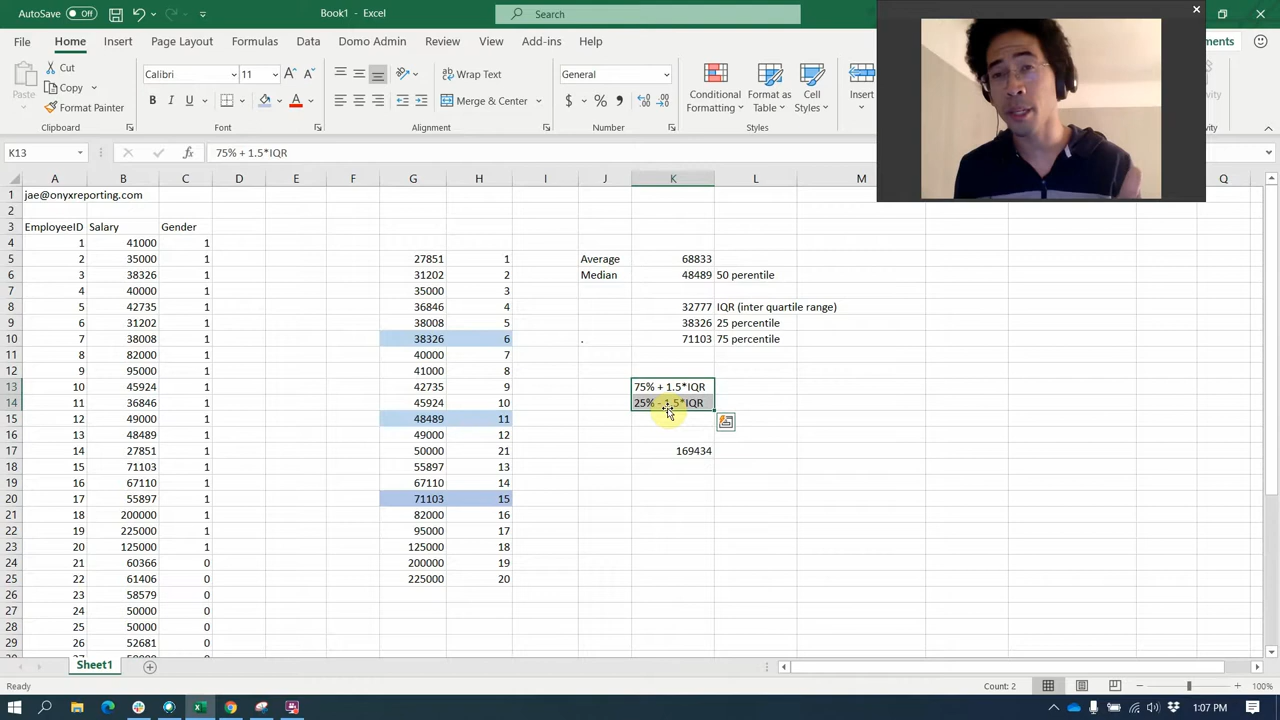 AutoSave Off
Book1 - Excel
Search
File Home Insert Page Layout Formulas Data Domo Admin Review View Add-ins Help
Paste
Cut
Copy
Format Painter
Calibri 11
B I U
Wrap Text
Merge & Center
General
$ % ,
Conditional Formatting
Format as Table
Cell Styles
Insert
Clipboard Font Alignment Number Styles
K13
fx
75% + 1.5*IQR
A B C D E F G H I J K L M Q
1 jae@onyxreporting.com
2
3 EmployeeID Salary Gender
4 1 41000 1
5 2 35000 1 27851 1 Average 68833
6 3 38326 1 31202 2 Median 48489 50 perentile
7 4 40000 1 35000 3
8 5 42735 1 36846 4 32777 IQR (inter quartile range)
9 6 31202 1 38008 5 38326 25 percentile
10 7 38008 1 38326 6 . 71103 75 percentile
11 8 82000 1 40000 7
12 9 95000 1 41000 8
13 10 45924 1 42735 9 75% + 1.5*IQR
14 11 36846 1 45924 10 25% - 1.5*IQR
15 12 49000 1 48489 11
16 13 48489 1 49000 12
17 14 27851 1 50000 21 169434
18 15 71103 1 55897 13
19 16 67110 1 67110 14
20 17 55897 1 71103 15
21 18 200000 1 82000 16
22 19 225000 1 95000 17
23 20 125000 1 125000 18
24 21 60366 0 200000 19
25 22 61406 0 225000 20
26 23 58579 0
27 24 50000 0
28 25 50000 0
29 26 52681 0
Sheet1
Ready
Count: 2
100%
1:07 PM